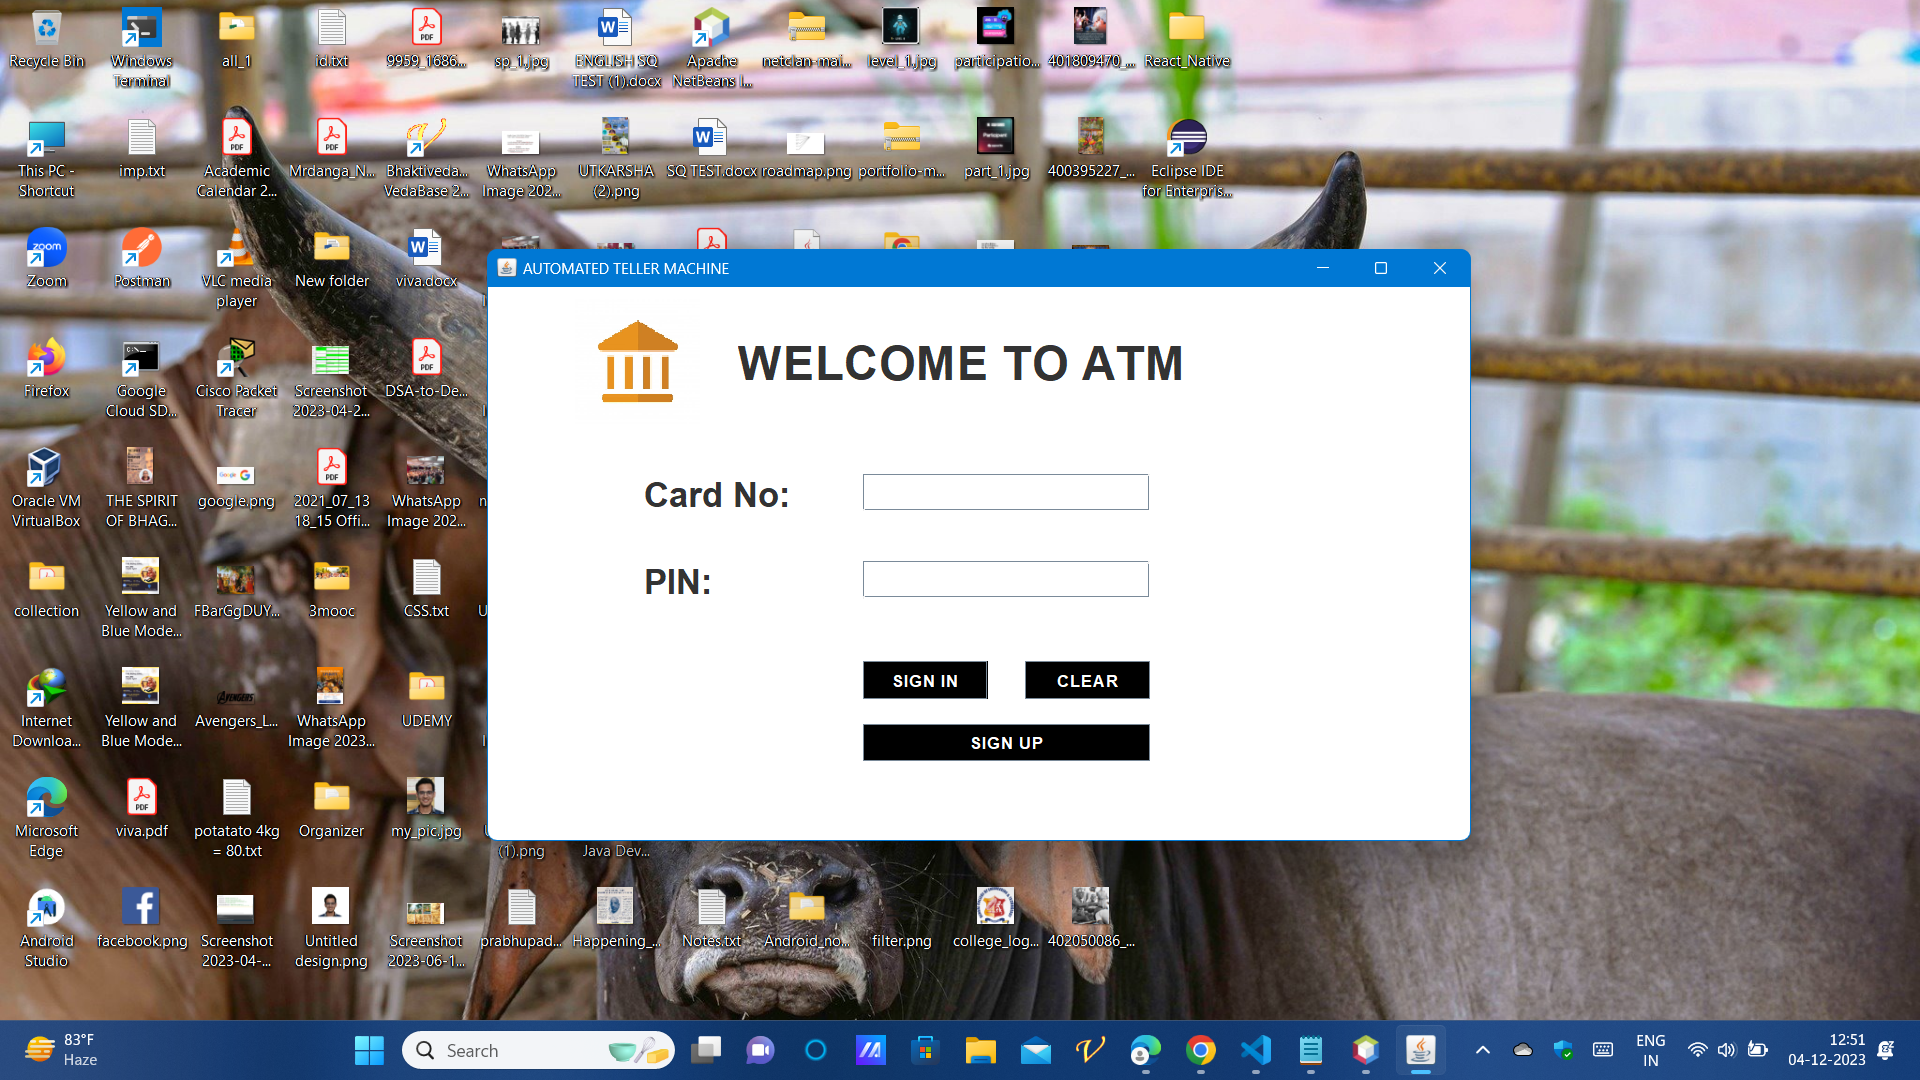 Recycle Bin
Windows Terminal
all_1
id.txt
9959_1686...
sp_1.jpg
ENGLISH SQ TEST (1).docx
Apache NetBeans I...
netclan-mai...
level_1.jpg
participatio...
401809470_...
React_Native
This PC - Shortcut
imp.txt
Academic Calendar 2...
Mrdanga_N...
Bhaktiveda... VedaBase 2...
WhatsApp Image 202...
UTKARSHA (2).png
SQ TEST.docx
roadmap.png
portfolio-m...
part_1.jpg
400395227_...
Eclipse IDE for Enterpris...
Zoom
Postman
VLC media player
New folder
viva.docx
AUTOMATED TELLER MACHINE
WELCOME TO ATM
Card No:
PIN:
SIGN IN
CLEAR
SIGN UP
Firefox
Google Cloud SD...
Cisco Packet Tracer
Screenshot 2023-04-2...
DSA-to-De...
Oracle VM VirtualBox
THE SPIRIT OF BHAG...
google.png
2021_07_13 18_15 Offi...
WhatsApp Image 202...
collection
Yellow and Blue Mode...
FBarGgDUY...
3mooc
CSS.txt
Internet Downloa...
Yellow and Blue Mode...
Avengers_L...
WhatsApp Image 2023...
UDEMY
Microsoft Edge
viva.pdf
potatato 4kg = 80.txt
Organizer
my_pic.jpg
(1).png
Java Dev...
Android Studio
facebook.png
Screenshot 2023-04-...
Untitled design.png
Screenshot 2023-06-1...
prabhupad...
Happening_...
Notes.txt
Android_no...
filter.png
college_log...
402050086_...
83°F
Haze
Search
ENG
IN
12:51
04-12-2023